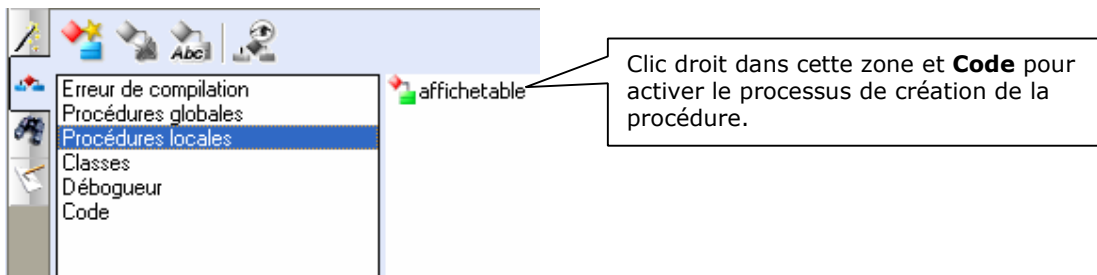 Abc
Erreur de compilation
Procédures globales
Procédures locales
Classes
Débogueur
Code
affichetable
Clic droit dans cette zone et Code pour
activer le processus de création de la
procédure.